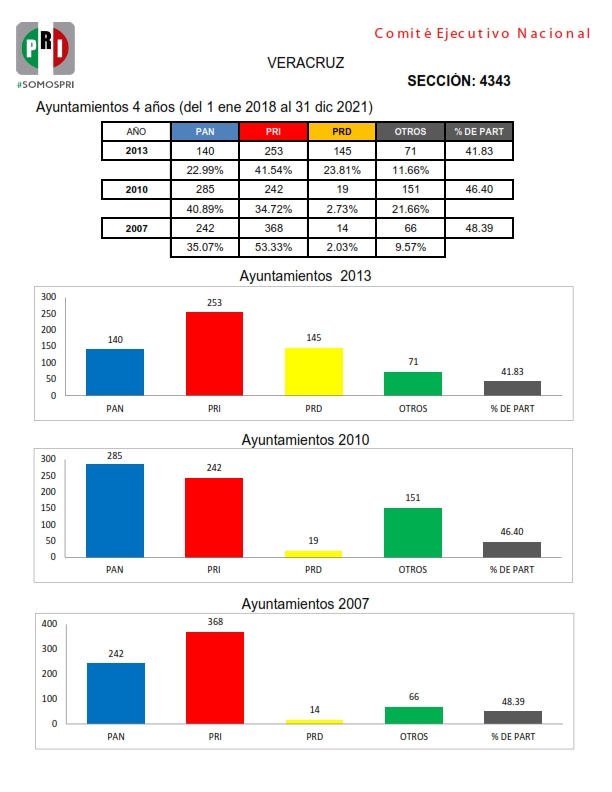 Comité Ejecutivo Nacional
PRI
#SOMOSPRI
VERACRUZ
SECCIÓN: 4343
Ayuntamientos 4 años (del 1 ene 2018 al 31 dic 2021)
AÑO PAN PRI PRD OTROS % DE PART
2013 140 253 145 71 41.83
22.99% 41.54% 23.81% 11.66%
2010 285 242 19 151 46.40
40.89% 34.72% 2.73% 21.66%
2007 242 368 14 66 48.39
35.07% 53.33% 2.03% 9.57%
Ayuntamientos 2013
300
250
200
150
100
50
0
140 253 145 71 41.83
PAN PRI PRD OTROS % DE PART
Ayuntamientos 2010
300
250
200
150
100
50
0
285 242 19 151 46.40
PAN PRI PRD OTROS % DE PART
Ayuntamientos 2007
400
300
200
100
0
242 368 14 66 48.39
PAN PRI PRD OTROS % DE PART